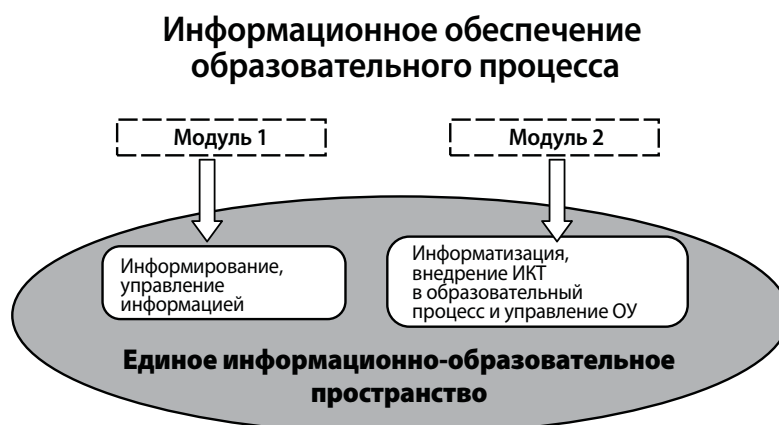 Информационное обеспечение
образовательного процесса
Модуль 1
Модуль 2
Информирование,
управление
информацией
Информатизация,
внедрение ИКТ
в образовательный
процесс и управление ОУ
Единое информационно-образовательное
пространство